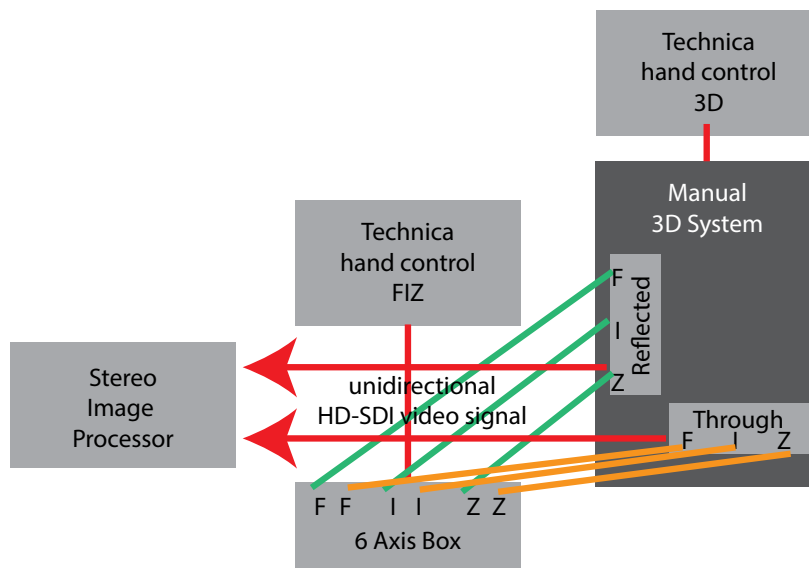 Technica
hand control
3D
Manual
3D System
Technica
hand control
FIZ
F
I
Z
Reflected
Stereo
Image
Processor
unidirectional
HD-SDI video signal
Through
F I Z
F F I I Z Z
6 Axis Box